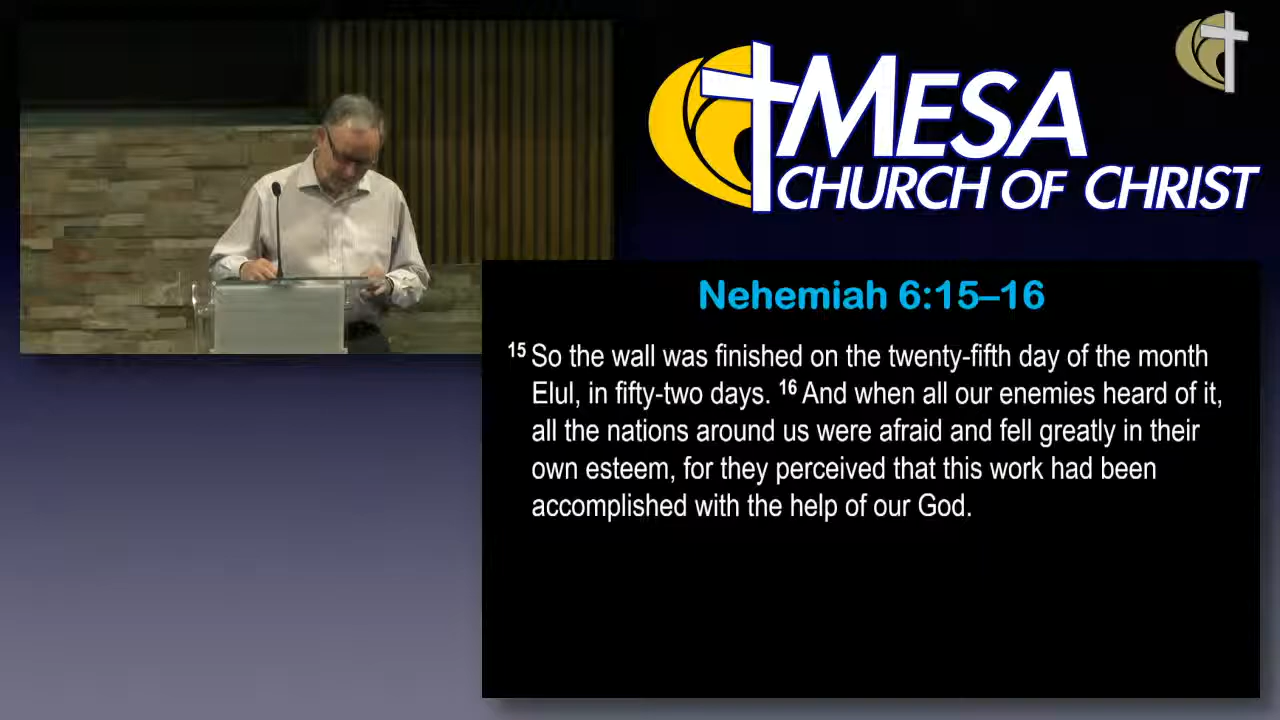 MESA
CHURCH OF CHRIST
Nehemiah 6:15–16
15 So the wall was finished on the twenty-fifth day of the month
Elul, in fifty-two days. 16 And when all our enemies heard of it,
all the nations around us were afraid and fell greatly in their
own esteem, for they perceived that this work had been
accomplished with the help of our God.